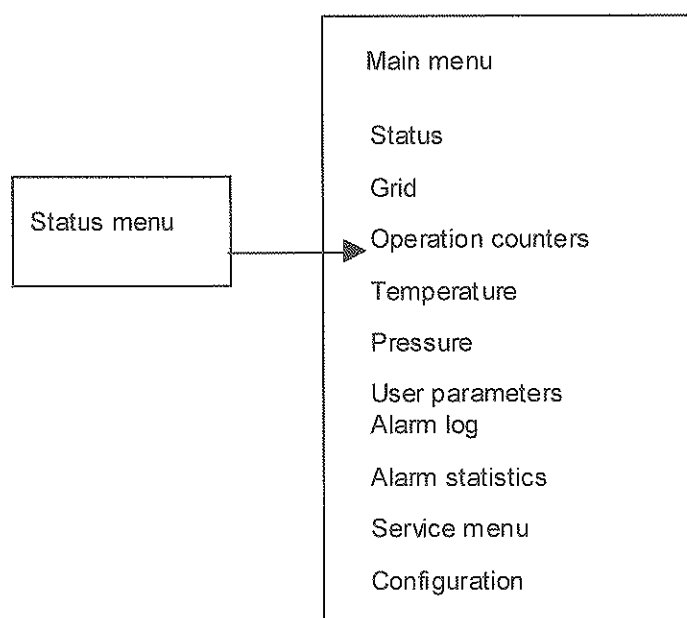 Main menu
Status
Grid
Status menu
Operation counters
Temperature
Pressure
User parameters
Alarm log
Alarm statistics
Service menu
Configuration